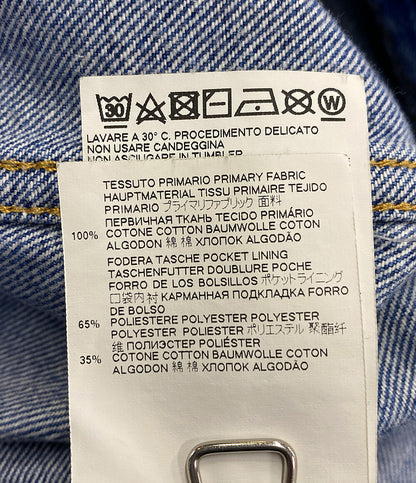 30
W
LAVARE A 30° C. PROCEDIMENTO DELICATO
NON USARE CANDEGGINA
NON ASCIUGARE IN TUMBLER
TESSUTO PRIMARIO PRIMARY FABRIC
HAUPTMATERIAL TISSU PRIMAIRE TEJIDO
PRIMARIO プライマリファブリック 面料
ПЕРВИЧНАЯ ТКАНЬ TECIDO PRIMÁRIO
100% COTONE COTTON BAUMWOLLE COTON
ALGODON 綿 棉 ХЛОПОК ALGODÃO
FODERA TASCHE POCKET LINING
TASCHENFUTTER DOUBLURE POCHE
FORRO DE LOS BOLSILLOS ポケットライニング
口袋内衬 КАРМАННАЯ ПОДКЛАДКА FORRO
DE BOLSO
65% POLIESTERE POLYESTER POLYESTER
POLYESTER POLIESTER ポリエステル 聚酯纤
维 ПОЛИЭСТЕР POLIÉSTER
35% COTONE COTTON BAUMWOLLE COTON
ALGODON 綿 棉 ХЛОПОК ALGODÃO